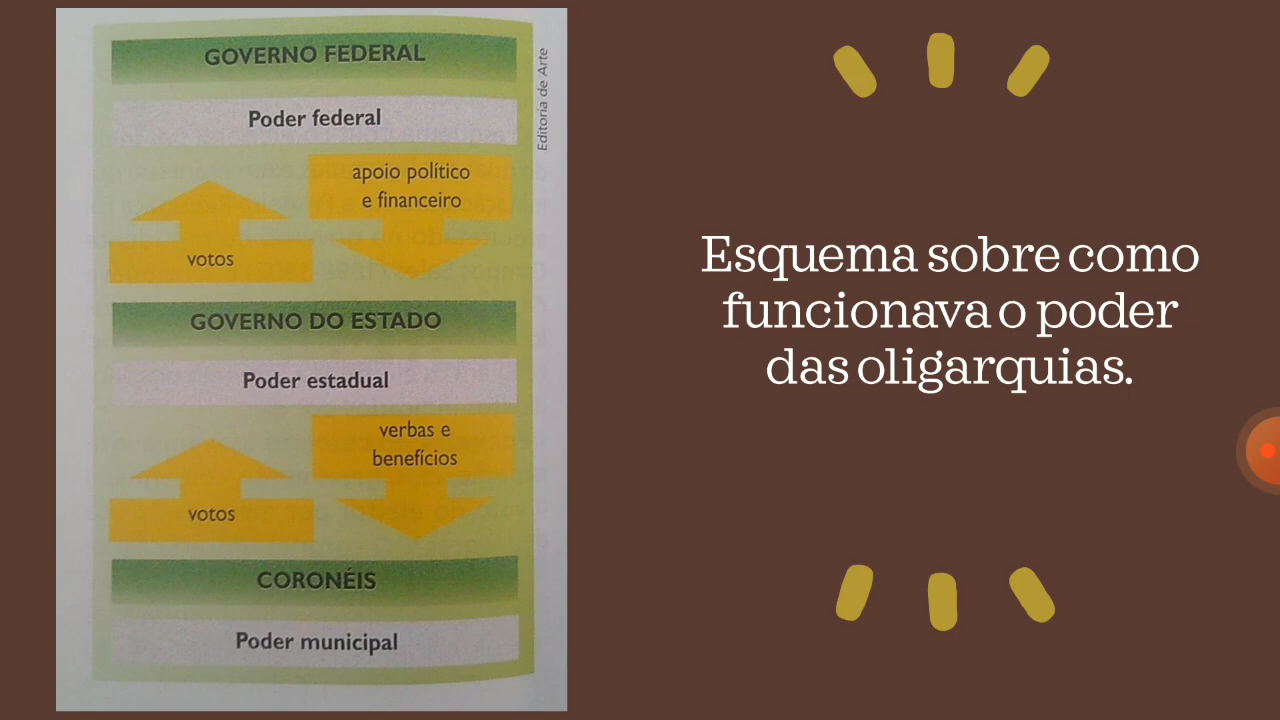 GOVERNO FEDERAL
Poder federal
apoio político
e financeiro
votos
GOVERNO DO ESTADO
Poder estadual
verbas e
benefícios
votos
CORONÉIS
Poder municipal
Editoria de Arte
Esquema sobre como
funcionava o poder
das oligarquias.